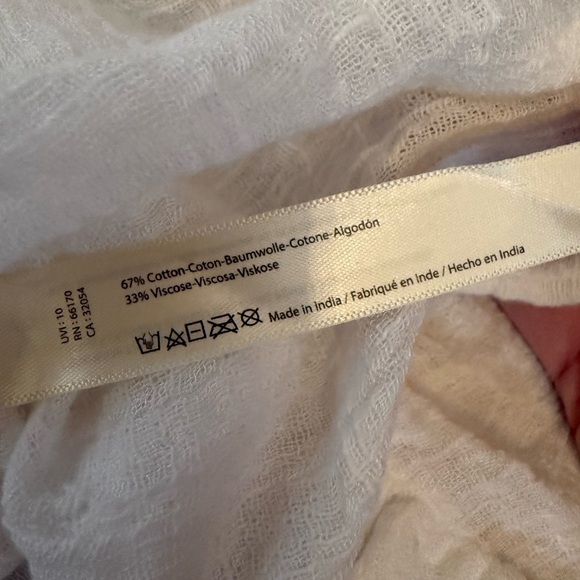 67% Cotton-Coton-Baumwolle-Cotone-Algodón
33% Viscose-Viscosa-Viskose
Made in India / Fabriqué en Inde / Hecho en India
UVI : 10
RN : 66170
CA : 32054